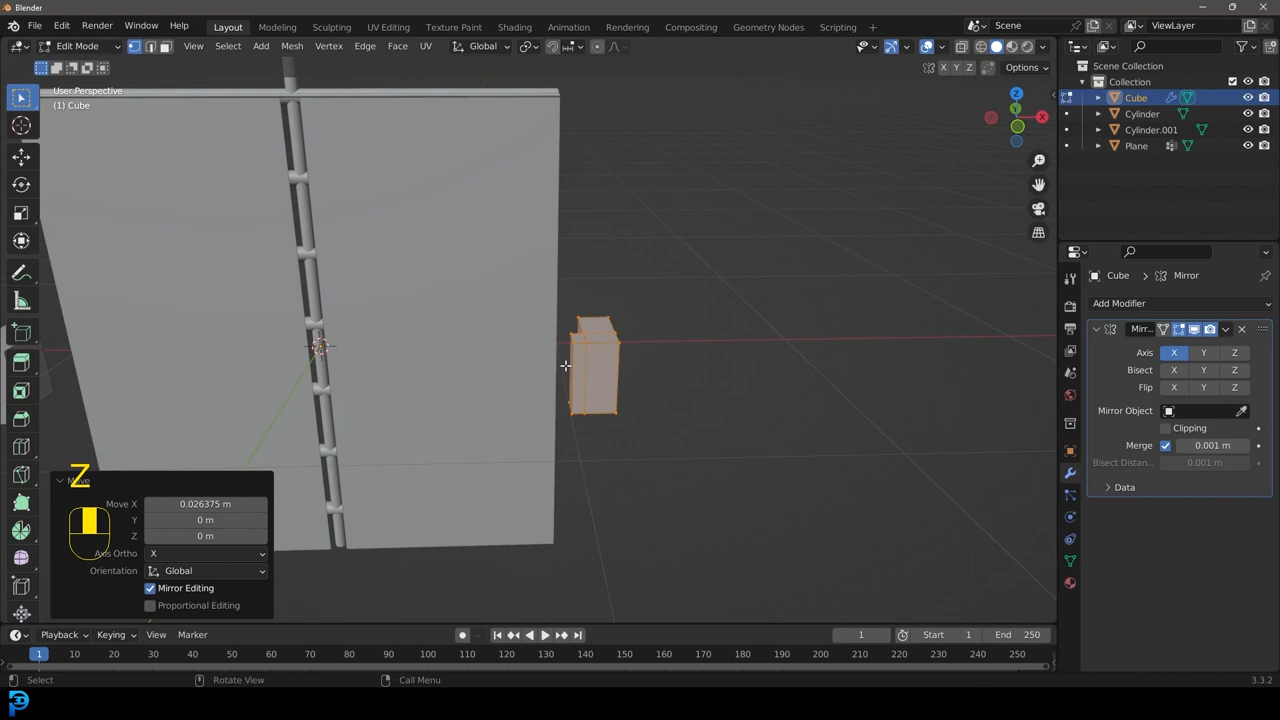 Blender
File Edit Render Window Help
Layout Modeling Sculpting UV Editing Texture Paint Shading Animation Rendering Compositing Geometry Nodes Scripting
Scene ViewLayer
Edit Mode View Select Add Mesh Vertex Edge Face UV Global
X Y Z Options
User Perspective
(1) Cube
Z
Y
X
Scene Collection
Collection
Cube
Cylinder
Cylinder.001
Plane
Cube Mirror
Add Modifier
Mirr...
Axis X Y Z
Bisect X Y Z
Flip X Y Z
Mirror Object
Clipping
Merge 0.001 m
Bisect Distan... 0.001 m
Data
Z
Move
Move X 0.026375 m
Y 0 m
Z 0 m
Axis Ortho X
Orientation Global
Mirror Editing
Proportional Editing
Playback Keying View Marker 1 Start 1 End 250
1 10 20 30 40 50 60 70 80 90 100 110 120 130 140 150 160 170 180 190 200 210 220 230 240 250
Select Rotate View Call Menu 3.3.2